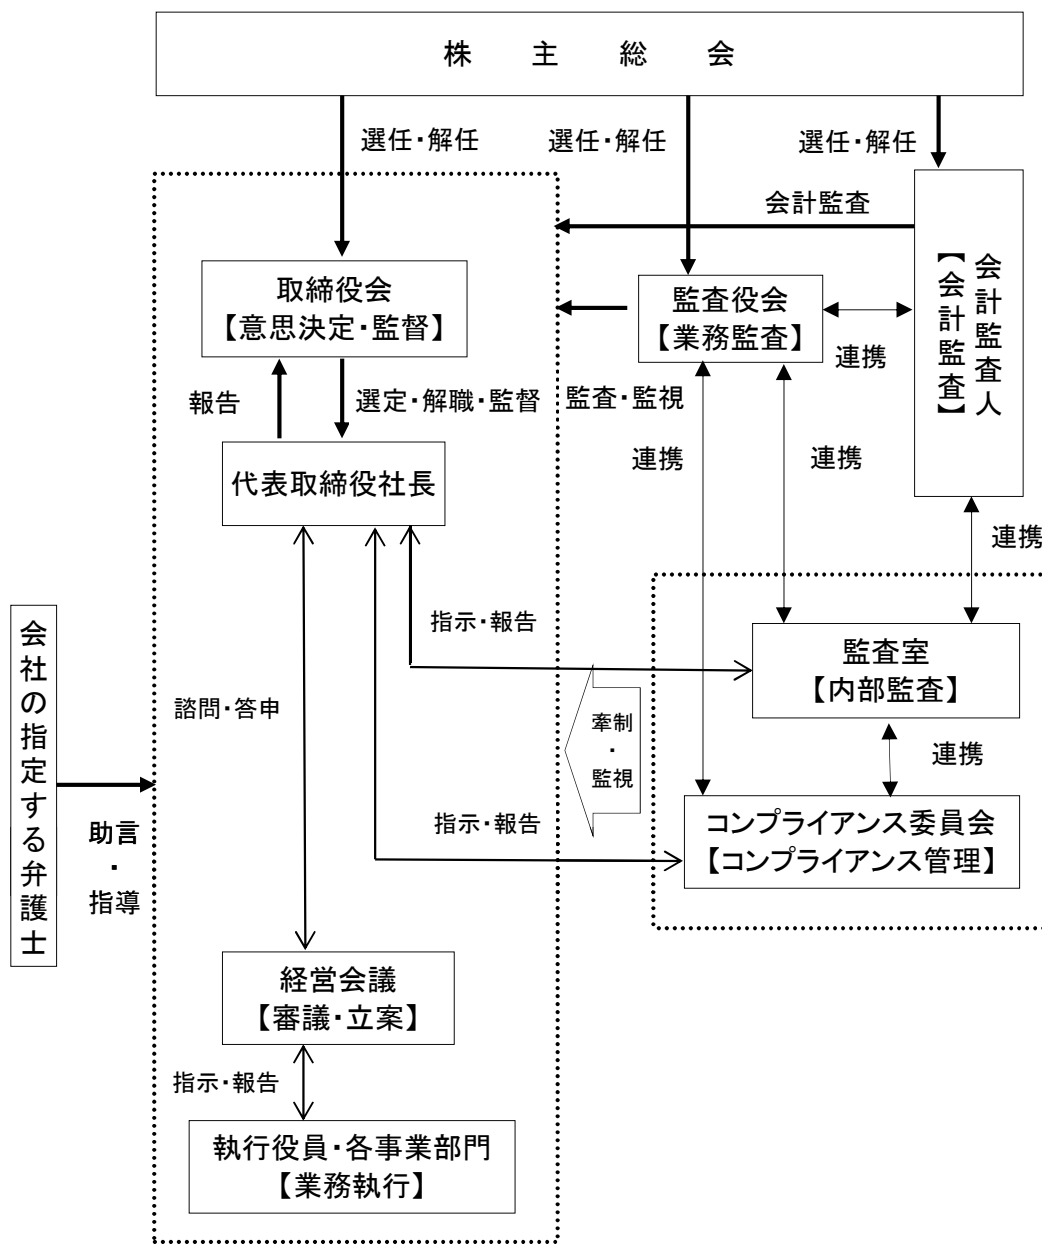 株 主 総 会
選任・解任
選任・解任
選任・解任
会計監査
会計監査人
【会計監査】
取締役会
【意思決定・監督】
監査役会
【業務監査】
連携
報告
選定・解職・監督
監査・監視
代表取締役社長
連携
連携
連携
指示・報告
監査室
【内部監査】
会社の指定する弁護士
諮問・答申
牽制
・
監視
連携
助言
・
指導
指示・報告
コンプライアンス委員会
【コンプライアンス管理】
経営会議
【審議・立案】
指示・報告
執行役員・各事業部門
【業務執行】